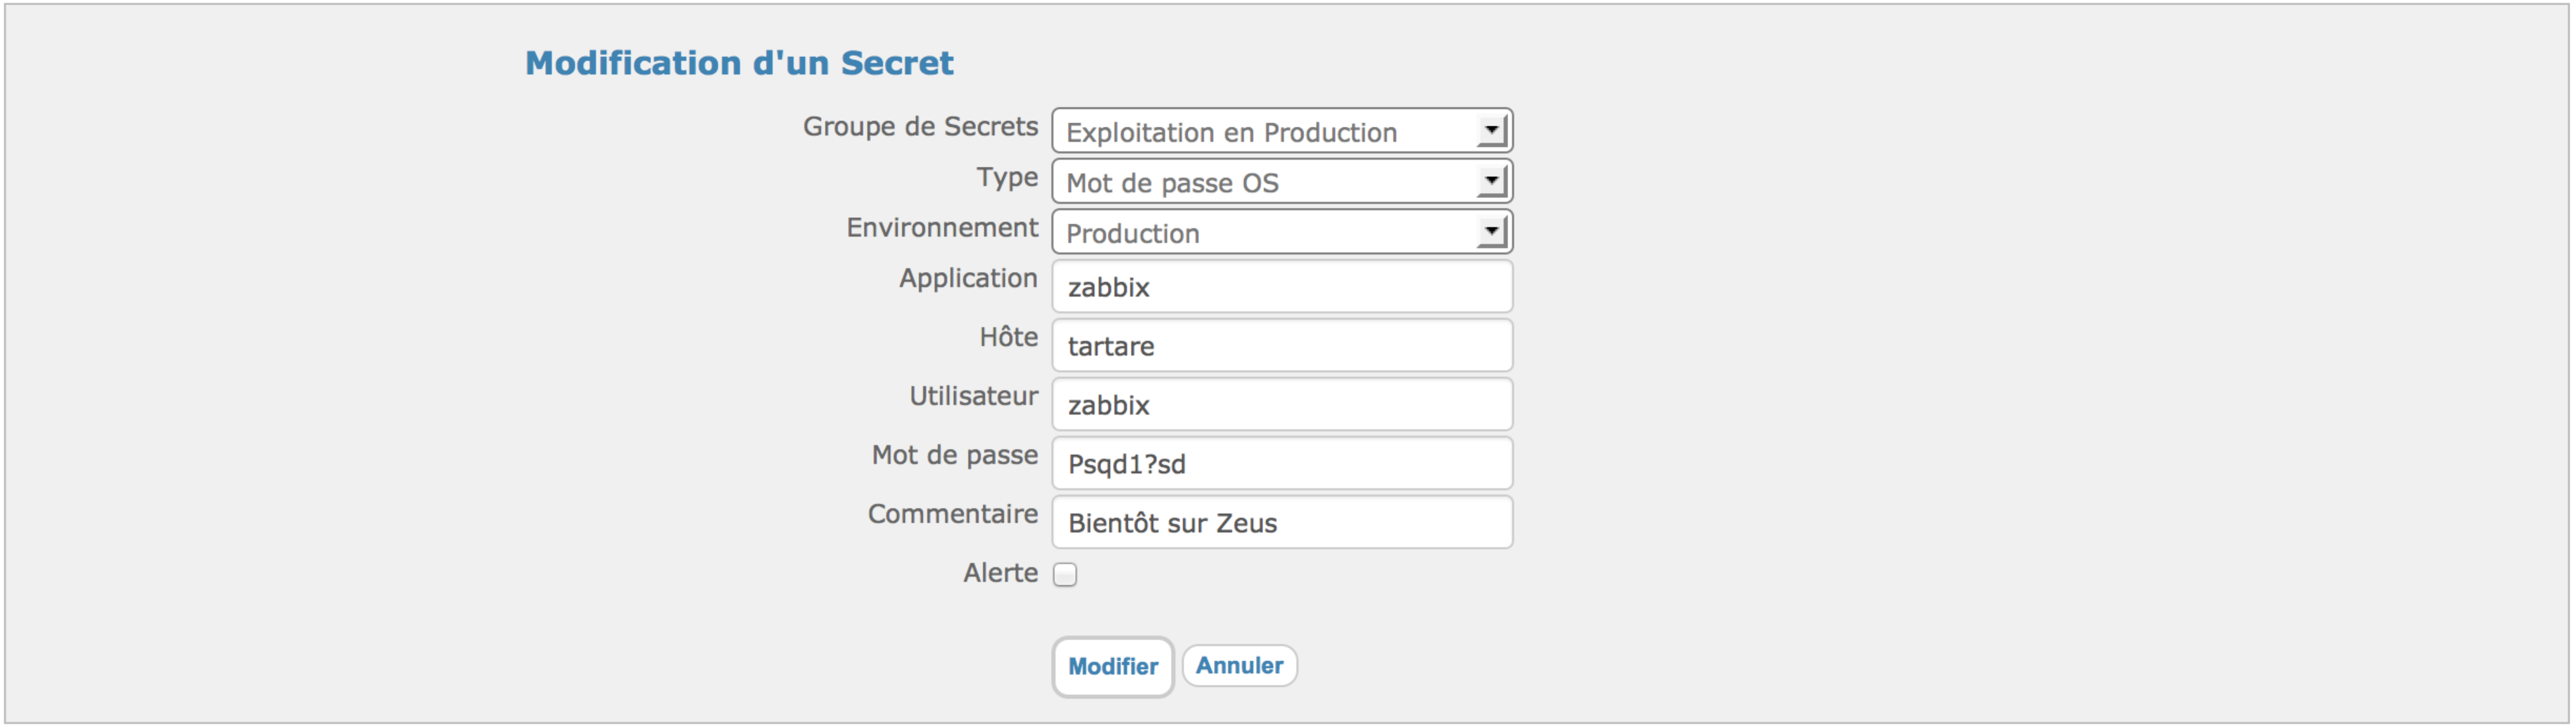 Modification d'un Secret
Groupe de Secrets Exploitation en Production
Type Mot de passe OS
Environnement Production
Application zabbix
Hôte tartare
Utilisateur zabbix
Mot de passe Psqd1?sd
Commentaire Bientôt sur Zeus
Alerte
Modifier Annuler